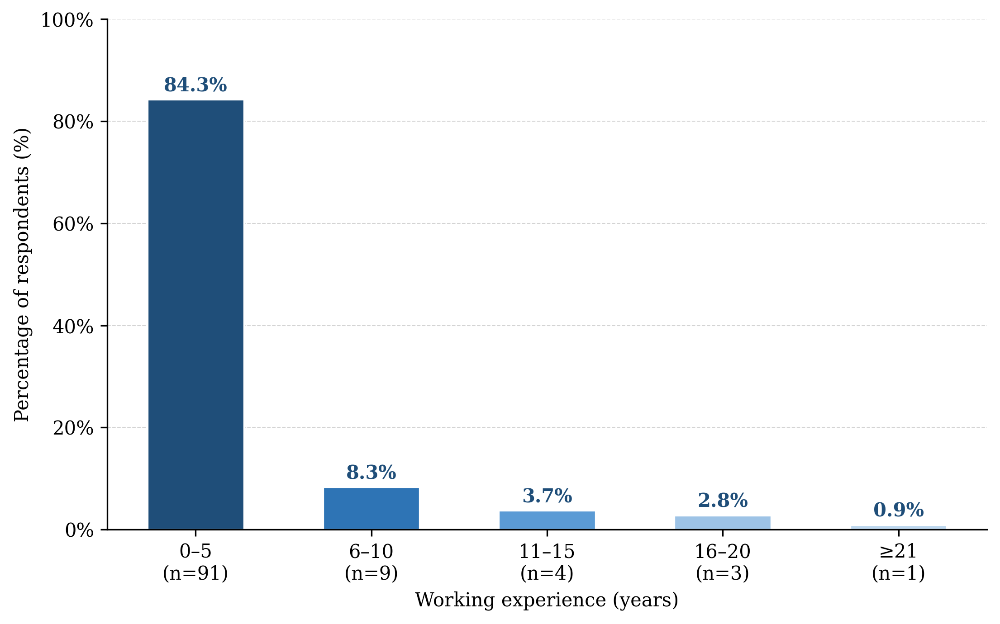 100%
80%
60%
40%
20%
0%
Percentage of respondents (%)
84.3%
8.3%
3.7%
2.8%
0.9%
0–5
(n=91)
6–10
(n=9)
11–15
(n=4)
16–20
(n=3)
≥21
(n=1)
Working experience (years)